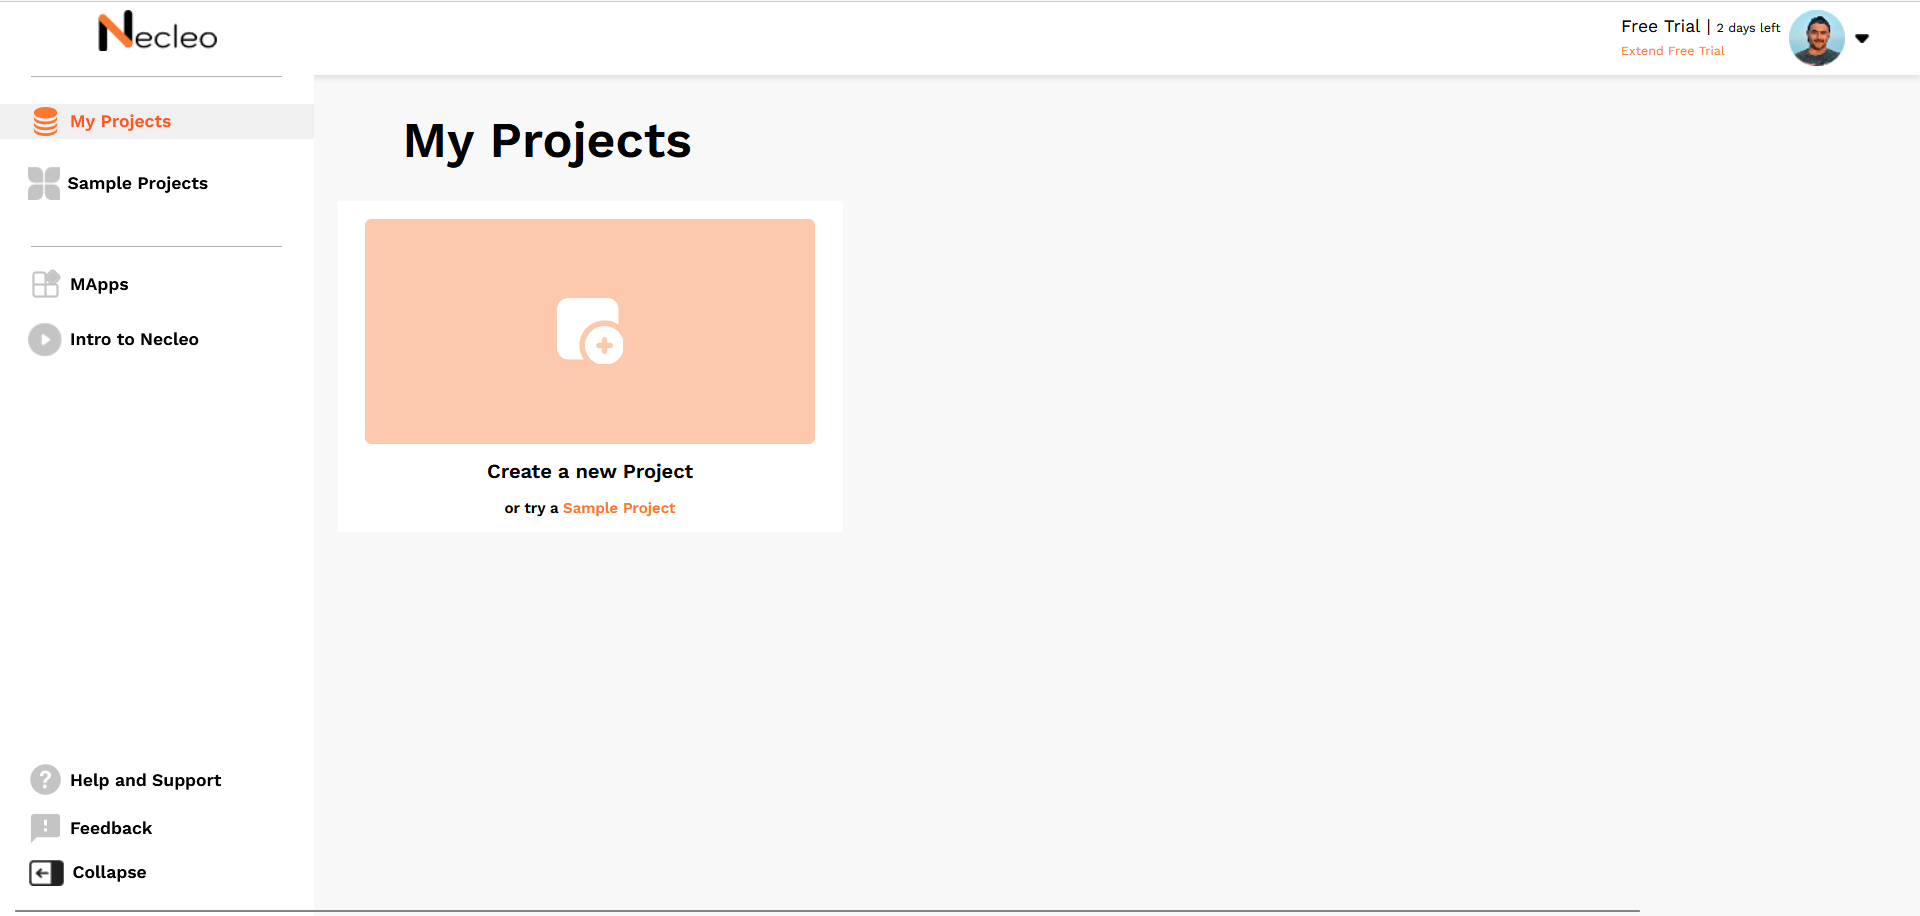 Necleo
Free Trial | 2 days left
Extend Free Trial
My Projects
Sample Projects
MApps
Intro to Necleo
Help and Support
Feedback
Collapse
My Projects
Create a new Project
or try a Sample Project